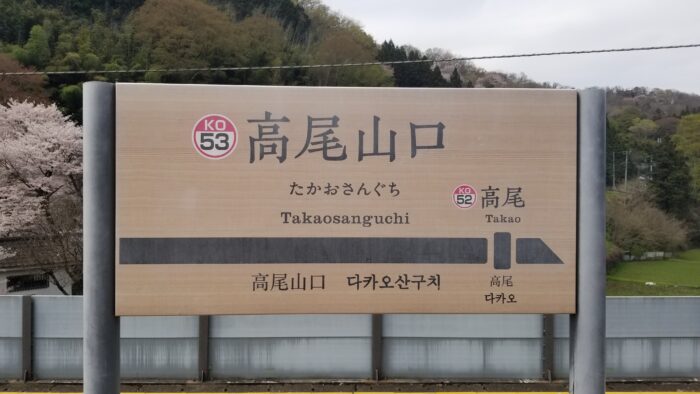 KO 53 高尾山口
たかおさんぐち
Takaosanguchi
KO 52 高尾
Takao
高尾山口 다카오산구치
高尾
다카오